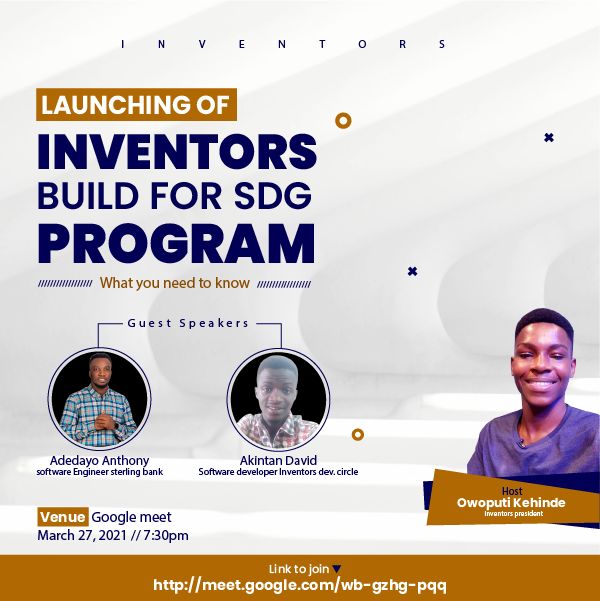 INVENTORS
LAUNCHING OF
INVENTORS
BUILD FOR SDG
PROGRAM
What you need to know
Guest Speakers
Adedayo Anthony
software Engineer sterling bank
Akintan David
Software developer Inventors dev. circle
Host
Owoputi Kehinde
Inventors president
Venue Google meet
March 27, 2021 // 7:30pm
Link to join
http://meet.google.com/wb-gzhg-pqq